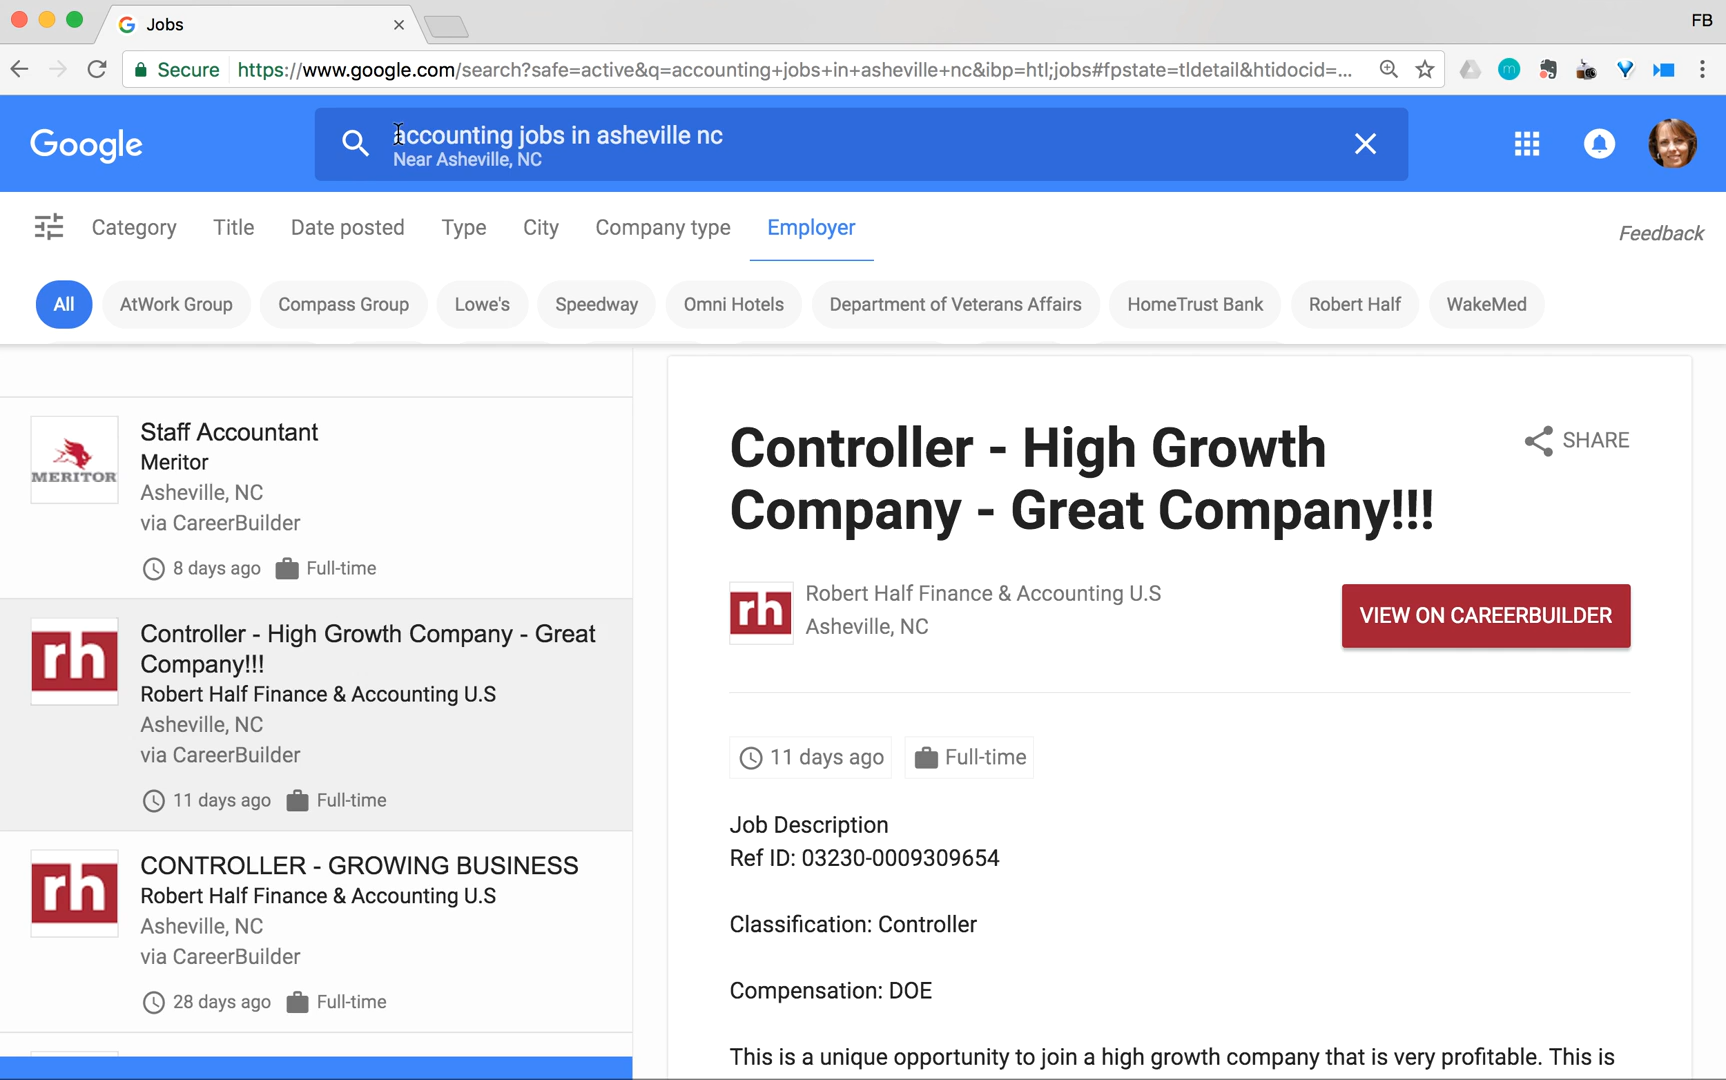 Jobs
FB
Secure https://www.google.com/search?safe=active&q=accounting+jobs+in+asheville+nc&ibp=htl;jobs#fpstate=tldetail&htidocid=...
m
Google
accounting jobs in asheville nc
Near Asheville, NC
Category Title Date posted Type City Company type Employer
Feedback
All AtWork Group Compass Group Lowe's Speedway Omni Hotels Department of Veterans Affairs HomeTrust Bank Robert Half WakeMed
MERITOR
Staff Accountant
Meritor
Asheville, NC
via CareerBuilder
8 days ago Full-time
rh
Controller - High Growth Company - Great
Company!!!
Robert Half Finance & Accounting U.S
Asheville, NC
via CareerBuilder
11 days ago Full-time
rh
CONTROLLER - GROWING BUSINESS
Robert Half Finance & Accounting U.S
Asheville, NC
via CareerBuilder
28 days ago Full-time
Controller - High Growth
Company - Great Company!!!
SHARE
rh
Robert Half Finance & Accounting U.S
Asheville, NC
VIEW ON CAREERBUILDER
11 days ago Full-time
Job Description
Ref ID: 03230-0009309654
Classification: Controller
Compensation: DOE
This is a unique opportunity to join a high growth company that is very profitable. This is